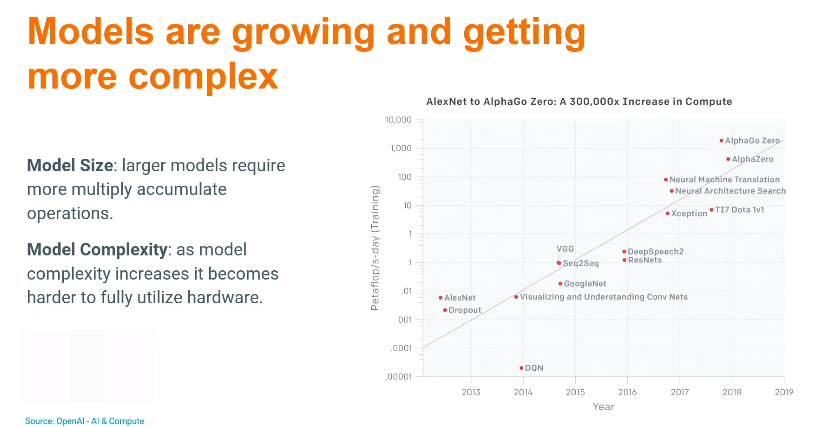 Models are growing and getting
more complex
AlexNet to AlphaGo Zero: A 300,000x Increase in Compute
Model Size: larger models require
more multiply accumulate
operations.
Model Complexity: as model
complexity increases it becomes
harder to fully utilize hardware.
Source: OpenAI - AI & Compute
Petaflop/s-day (Training)
10,000
1,000
100
10
1
.1
.01
.001
.0001
.00001
AlphaGo Zero
AlphaZero
Neural Machine Translation
Neural Architecture Search
Xception
TI7 Dota 1v1
VGG
Seq2Seq
DeepSpeech2
ResNets
GoogleNet
AlexNet
Visualizing and Understanding Conv Nets
Dropout
DQN
2013
2014
2015
2016
2017
2018
2019
Year